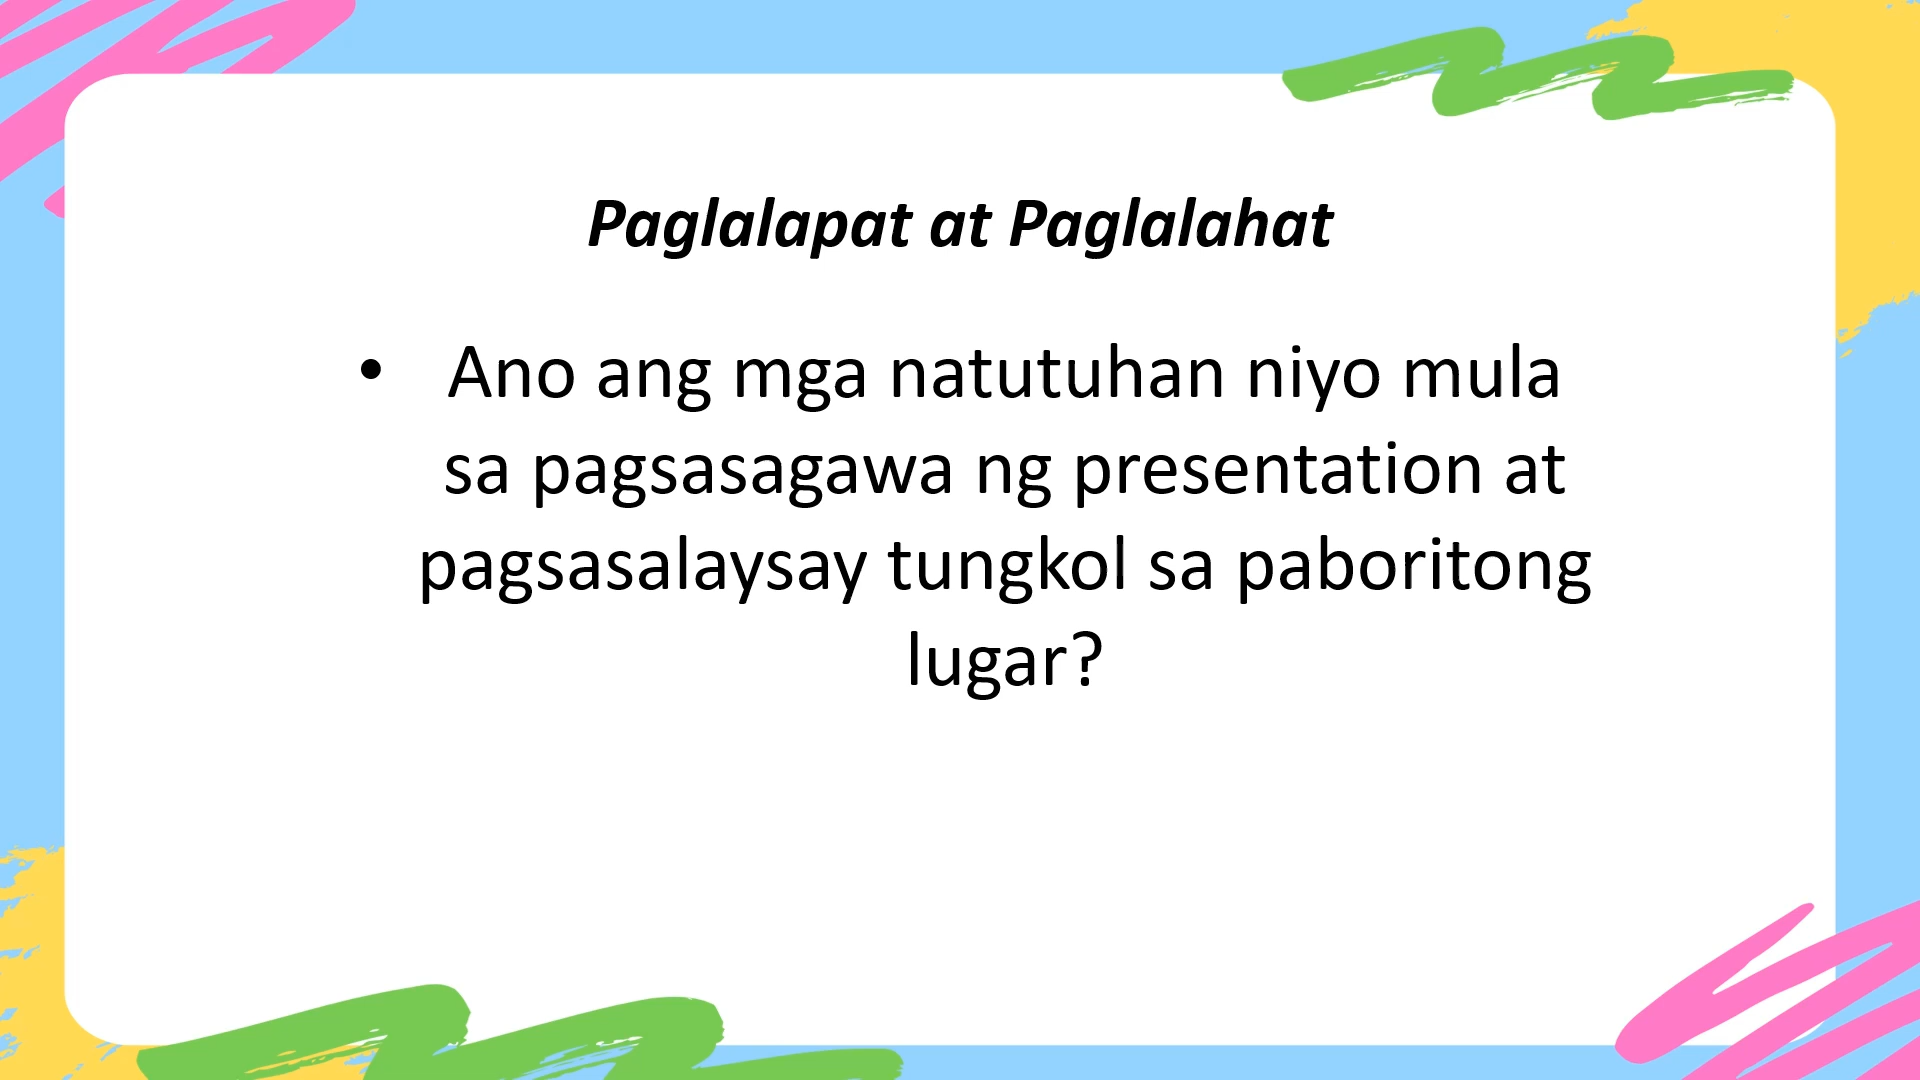 Paglalapat at Paglalahat
• Ano ang mga natutuhan niyo mula
sa pagsasagawa ng presentation at
pagsasalaysay tungkol sa paboritong
lugar?